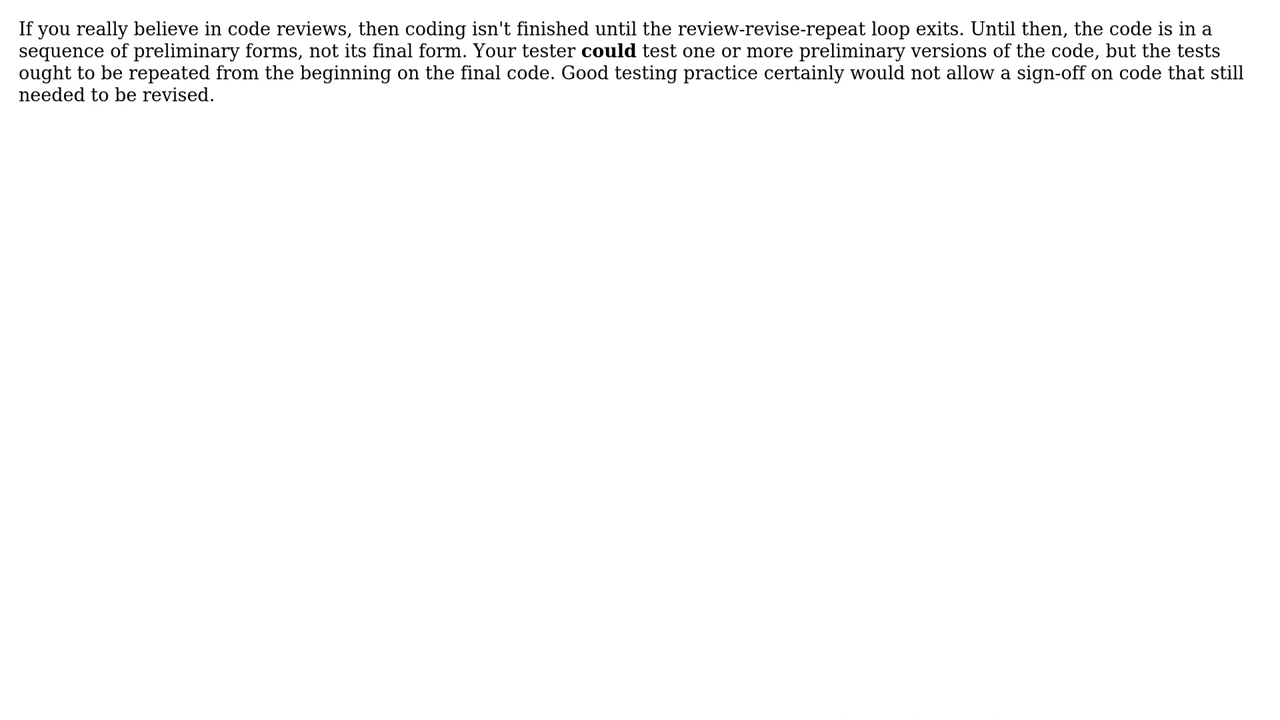 If you really believe in code reviews, then coding isn't finished until the review-revise-repeat loop exits. Until then, the code is in a
sequence of preliminary forms, not its final form. Your tester could test one or more preliminary versions of the code, but the tests
ought to be repeated from the beginning on the final code. Good testing practice certainly would not allow a sign-off on code that still
needed to be revised.